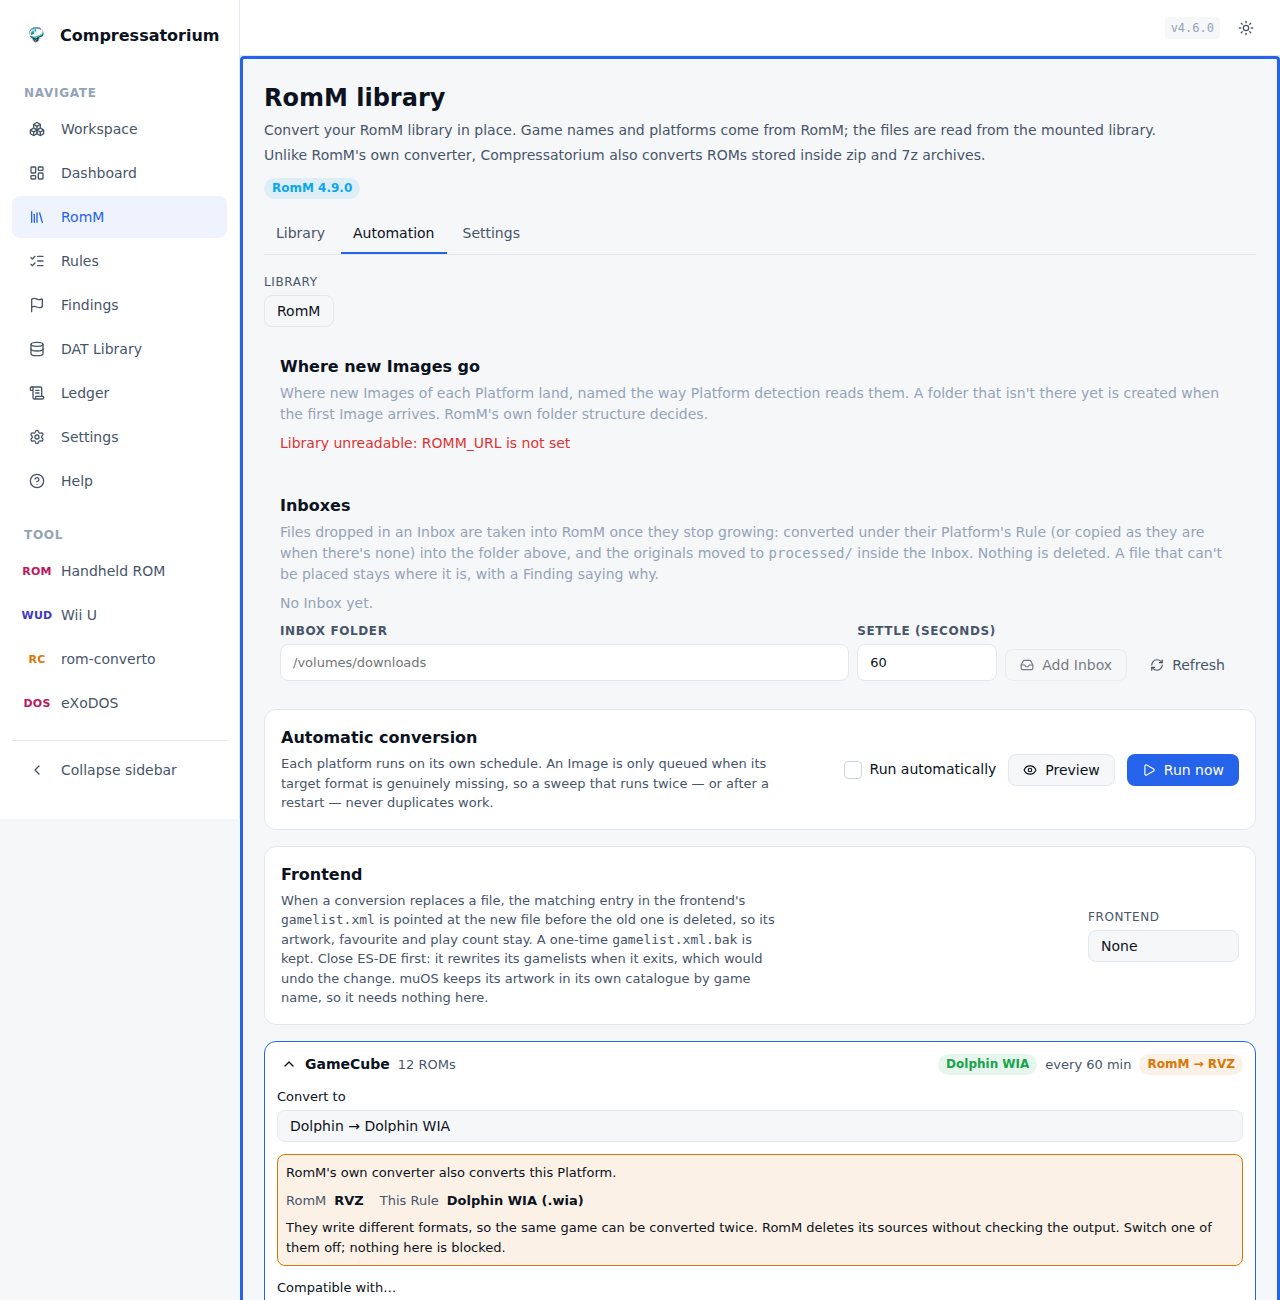 Compressatorium
v4.6.0
NAVIGATE
Workspace
Dashboard
RomM
Rules
Findings
DAT Library
Ledger
Settings
Help
TOOL
ROM Handheld ROM
WUD Wii U
RC rom-converto
DOS eXoDOS
Collapse sidebar
RomM library
Convert your RomM library in place. Game names and platforms come from RomM; the files are read from the mounted library.
Unlike RomM's own converter, Compressatorium also converts ROMs stored inside zip and 7z archives.
RomM 4.9.0
Library Automation Settings
LIBRARY
RomM
Where new Images go
Where new Images of each Platform land, named the way Platform detection reads them. A folder that isn't there yet is created when
the first Image arrives. RomM's own folder structure decides.
Library unreadable: ROMM_URL is not set
Inboxes
Files dropped in an Inbox are taken into RomM once they stop growing: converted under their Platform's Rule (or copied as they are
when there's none) into the folder above, and the originals moved to processed/ inside the Inbox. Nothing is deleted. A file that can't
be placed stays where it is, with a Finding saying why.
No Inbox yet.
INBOX FOLDER SETTLE (SECONDS)
/volumes/downloads 60 Add Inbox Refresh
Automatic conversion
Each platform runs on its own schedule. An Image is only queued when its
target format is genuinely missing, so a sweep that runs twice — or after a
restart — never duplicates work.
Run automatically Preview Run now
Frontend
When a conversion replaces a file, the matching entry in the frontend's
gamelist.xml is pointed at the new file before the old one is deleted, so its
artwork, favourite and play count stay. A one-time gamelist.xml.bak is
kept. Close ES-DE first: it rewrites its gamelists when it exits, which would
undo the change. muOS keeps its artwork in its own catalogue by game
name, so it needs nothing here.
FRONTEND
None
GameCube 12 ROMs Dolphin WIA every 60 min RomM → RVZ
Convert to
Dolphin → Dolphin WIA
RomM's own converter also converts this Platform.
RomM RVZ This Rule Dolphin WIA (.wia)
They write different formats, so the same game can be converted twice. RomM deletes its sources without checking the output. Switch one of
them off; nothing here is blocked.
Compatible with…